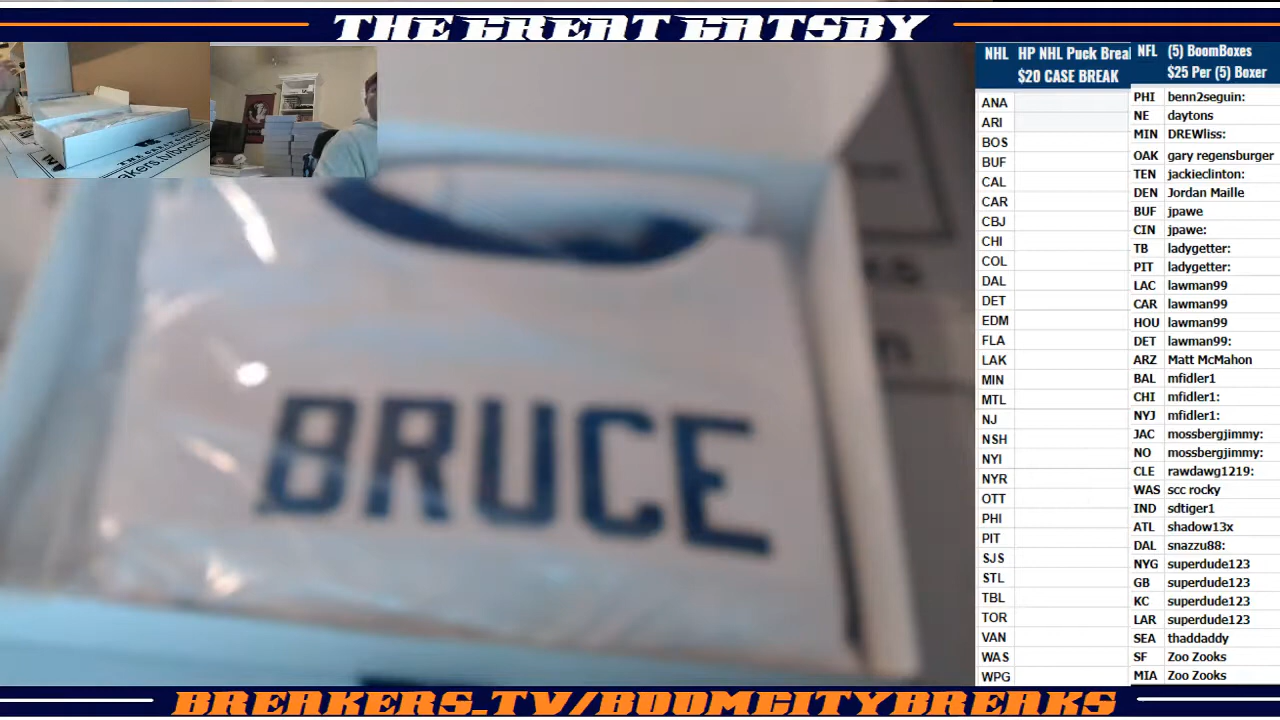 THE GREAT GATSBY
NHL HP NHL Puck Brea
$20 CASE BREAK
ANA
ARI
BOS
BUF
CAL
CAR
CBJ
CHI
COL
DAL
DET
EDM
FLA
LAK
MIN
MTL
NJ
NSH
NYI
NYR
OTT
PHI
PIT
SJS
STL
TBL
TOR
VAN
WAS
WPG
NFL (5) BoomBoxes
$25 Per (5) Boxer
PHI benn2seguin:
NE daytons
MIN DREWliss:
OAK gary regensburger
TEN jackieclinton:
DEN Jordan Maille
BUF jpawe
CIN jpawe:
TB ladygetter:
PIT ladygetter:
LAC lawman99
CAR lawman99
HOU lawman99
DET lawman99:
ARZ Matt McMahon
BAL mfidler1
CHI mfidler1:
NYJ mfidler1:
JAC mossbergjimmy:
NO mossbergjimmy:
CLE rawdawg1219:
WAS scc rocky
IND sdtiger1
ATL shadow13x
DAL snazzu88:
NYG superdude123
GB superdude123
KC superdude123
LAR superdude123
SEA thaddaddy
SF Zoo Zooks
MIA Zoo Zooks
BRUCE
BREAKERS.TV/BOOMCITYBREAKS